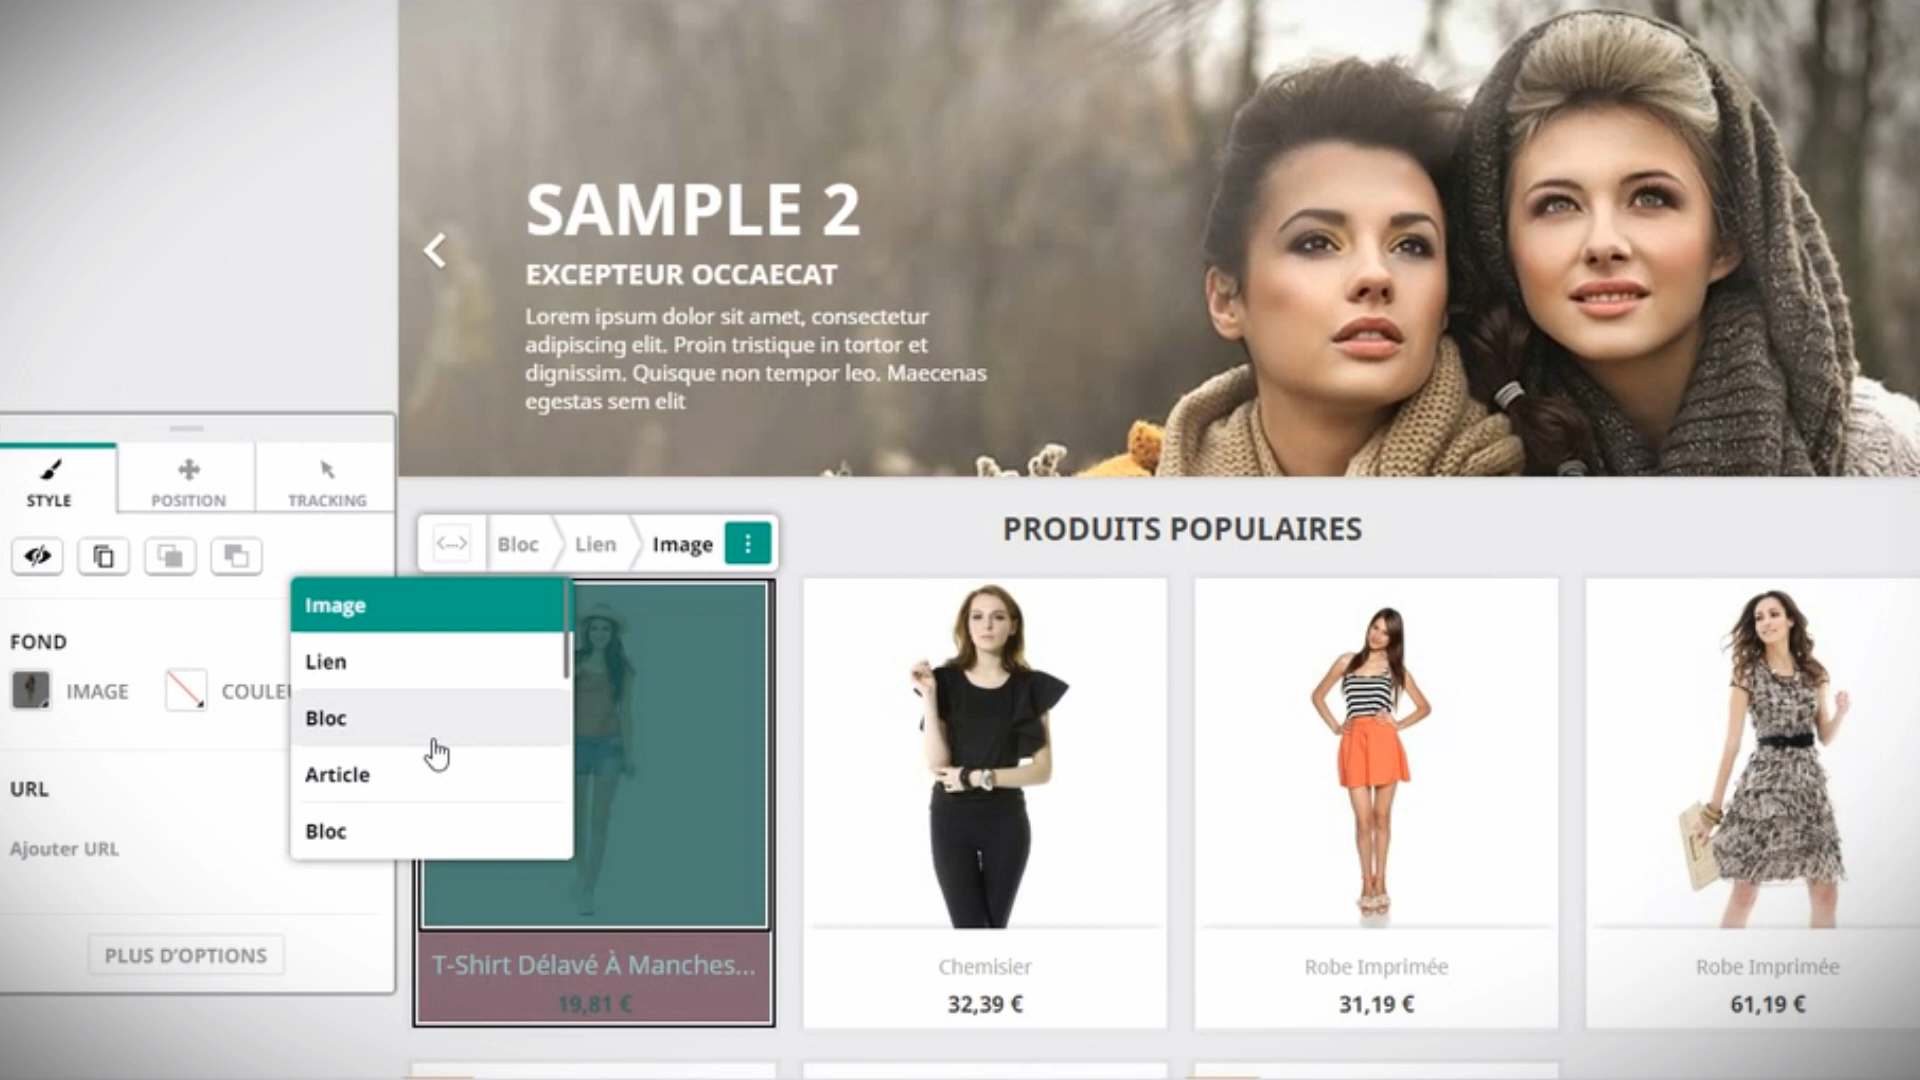 SAMPLE 2
EXCEPTEUR OCCAECAT
Lorem ipsum dolor sit amet, consectetur
adipiscing elit. Proin tristique in tortor et
dignissim. Quisque non tempor leo. Maecenas
egestas sem elit
STYLE
POSITION
TRACKING
FOND
IMAGE
URL
Ajouter URL
PLUS D'OPTIONS
Bloc
Lien
Image
Image
Lien
Bloc
Article
Bloc
PRODUITS POPULAIRES
T-Shirt Délavé À Manches...
19,81 €
Chemisier
32,39 €
Robe Imprimée
31,19 €
Robe Imprimée
61,19 €